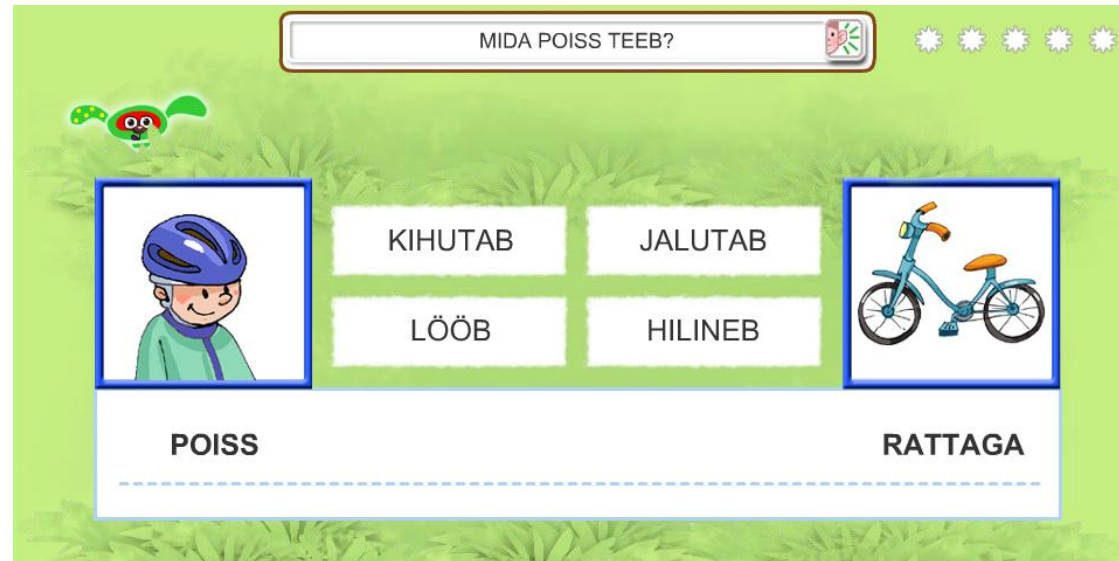 MIDA POISS TEEB?
KIHUTAB JALUTAB
LÖÖB HILINEB
POISS RATTAGA